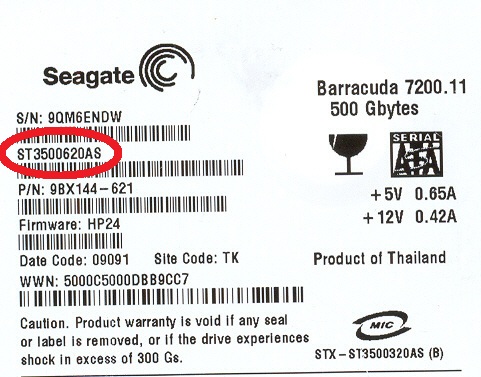 Seagate
Barracuda 7200.11
500 Gbytes
S/N: 9QM6ENDW
ST3500620AS
P/N: 9BX144-621
Firmware: HP24
Date Code: 09091 Site Code: TK
WWN: 5000C5000DBB9CC7
SERIAL
ATA
+5V 0.65A
+12V 0.42A
Product of Thailand
Caution. Product warranty is void if any seal
or label is removed, or if the drive experiences
shock in excess of 300 Gs.
MIC
STX-ST3500320AS (B)